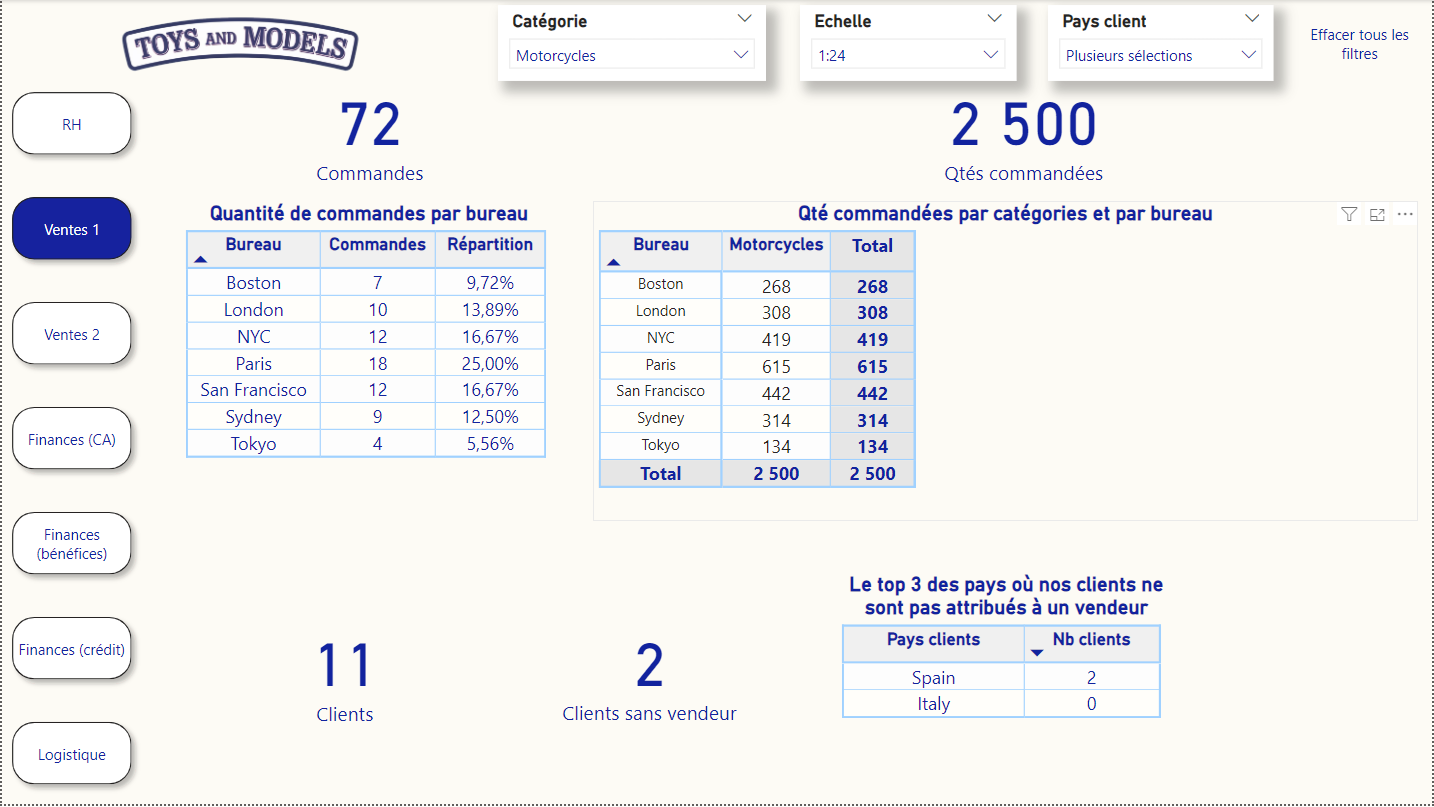 TOYS AND MODELS
Catégorie
Motorcycles
Echelle
1:24
Pays client
Plusieurs sélections
Effacer tous les
filtres
RH
Ventes 1
Ventes 2
Finances (CA)
Finances
(bénéfices)
Finances (crédit)
Logistique
72
Commandes
2 500
Qtés commandées
Quantité de commandes par bureau
Bureau Commandes Répartition
Boston 7 9,72%
London 10 13,89%
NYC 12 16,67%
Paris 18 25,00%
San Francisco 12 16,67%
Sydney 9 12,50%
Tokyo 4 5,56%
Qté commandées par catégories et par bureau
Bureau Motorcycles Total
Boston 268 268
London 308 308
NYC 419 419
Paris 615 615
San Francisco 442 442
Sydney 314 314
Tokyo 134 134
Total 2 500 2 500
11
Clients
2
Clients sans vendeur
Le top 3 des pays où nos clients ne
sont pas attribués à un vendeur
Pays clients Nb clients
Spain 2
Italy 0